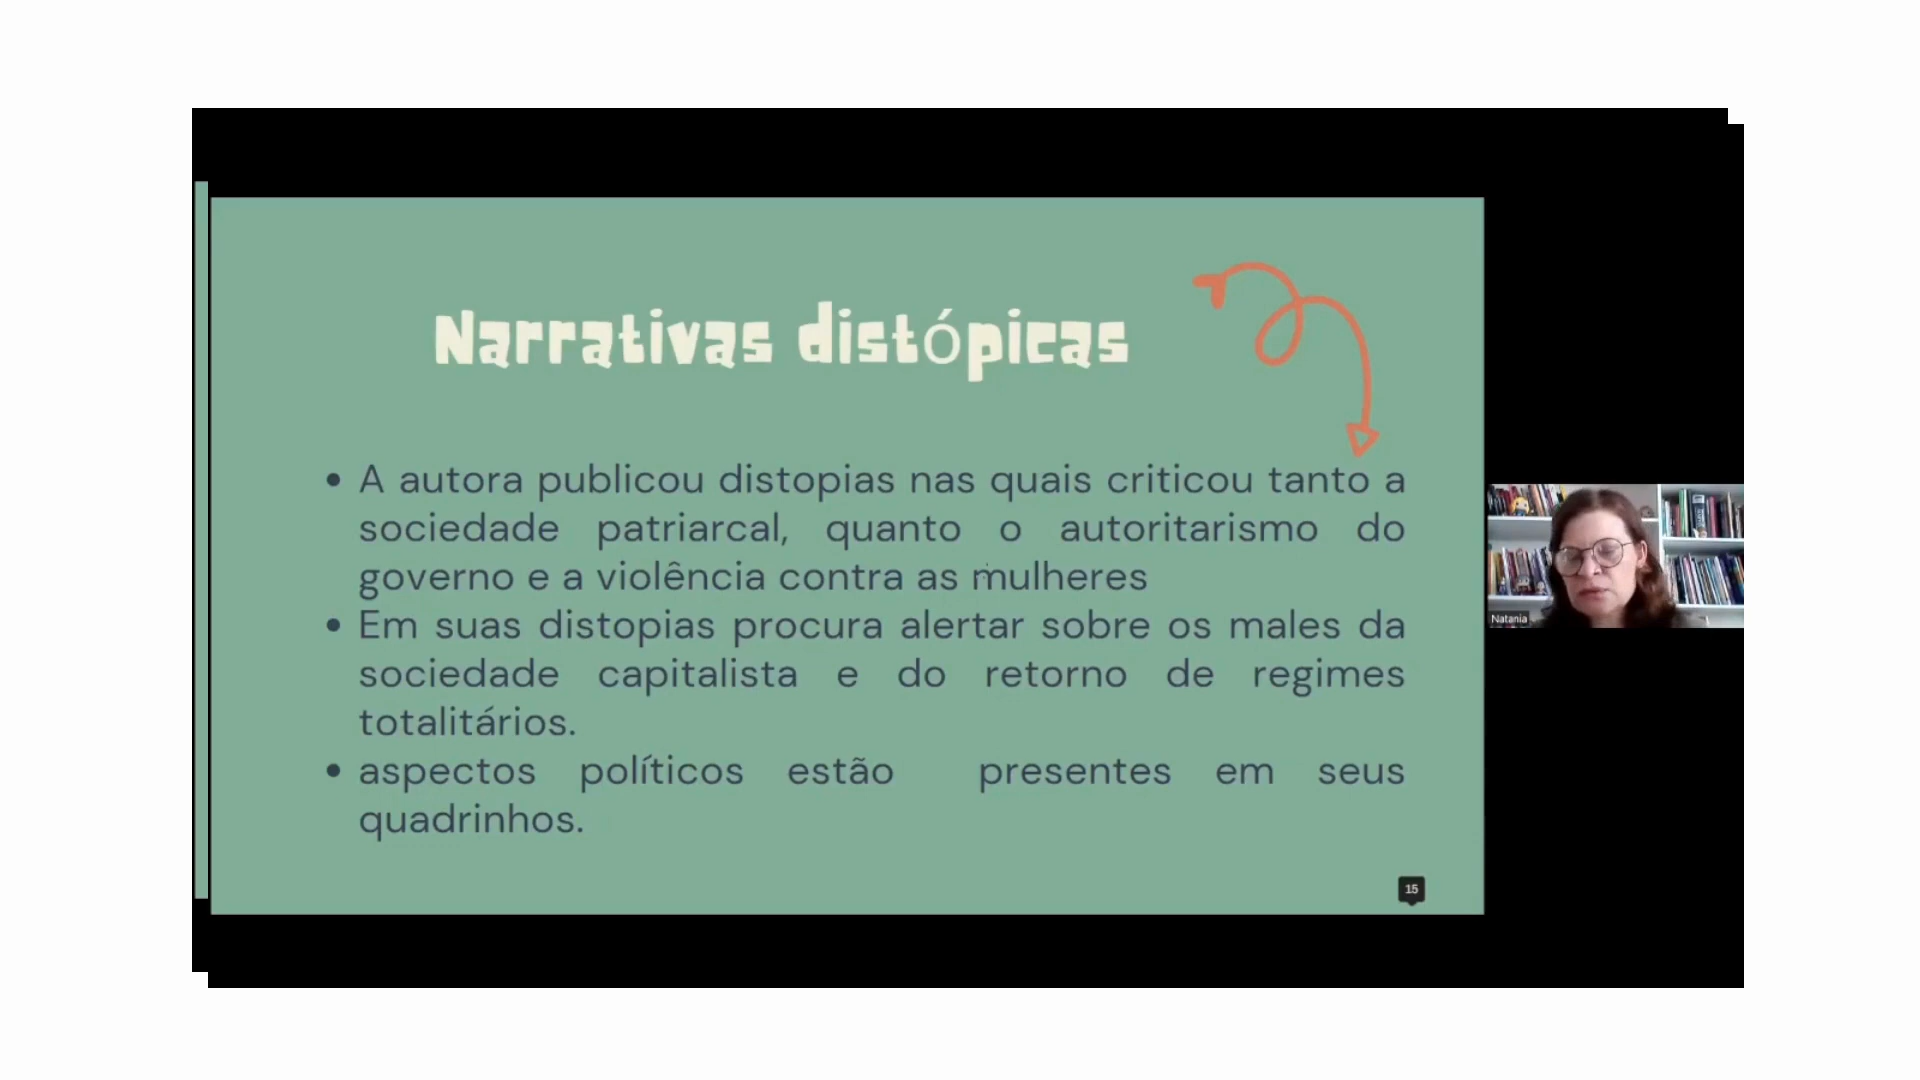 Narrativas distópicas
• A autora publicou distopias nas quais criticou tanto a
sociedade patriarcal, quanto o autoritarismo do
governo e a violência contra as mulheres
• Em suas distopias procura alertar sobre os males da
sociedade capitalista e do retorno de regimes
totalitários.
• aspectos políticos estão presentes em seus
quadrinhos.
15
Natania